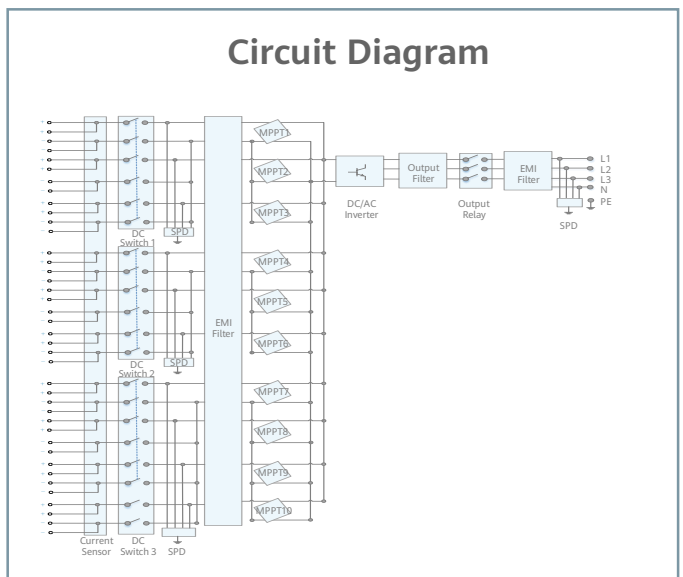 Circuit Diagram
MPPT1
MPPT2
MPPT3
MPPT4
MPPT5
MPPT6
MPPT7
MPPT8
MPPT9
MPPT10
SPD
DC
Switch 1
SPD
DC
Switch 2
EMI
Filter
Current
Sensor
DC
Switch 3
SPD
DC/AC
Inverter
Output
Filter
Output
Relay
EMI
Filter
L1
L2
L3
N
PE
SPD